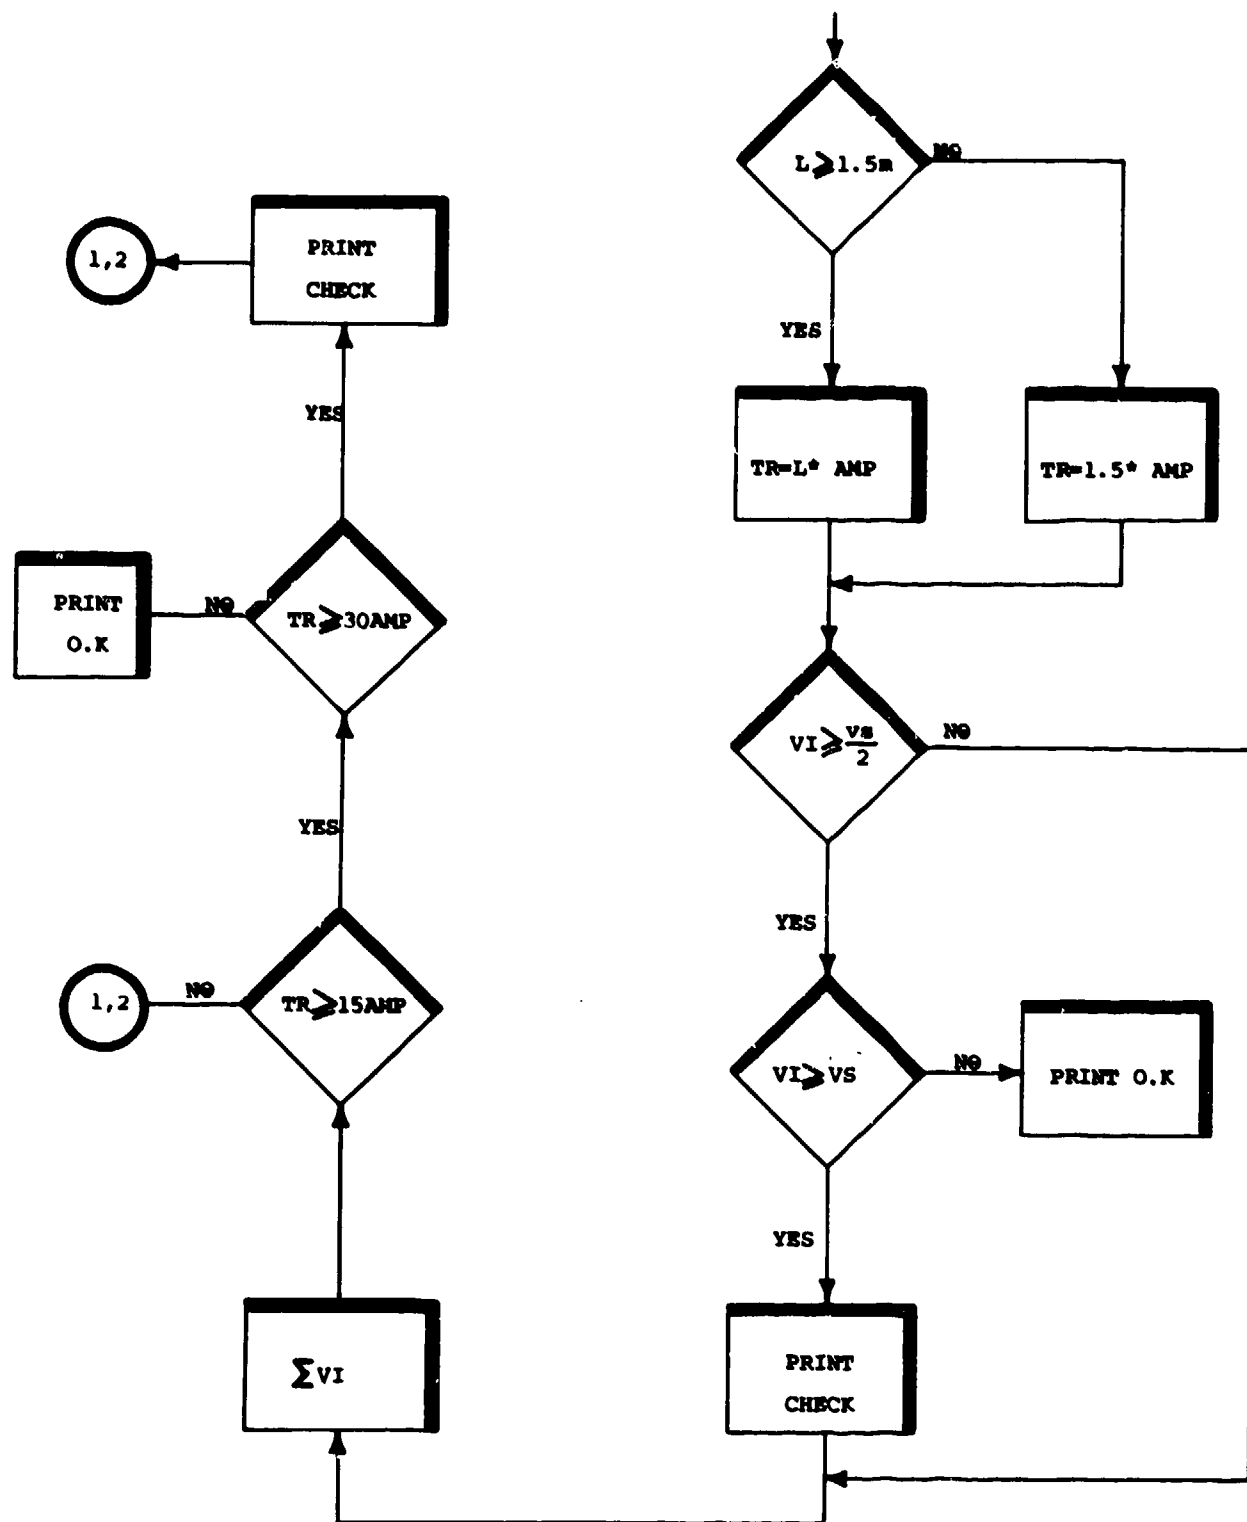 L⩾1.5m
NO
YES
TR=L* AMP
TR=1.5* AMP
VI⩾vs/2
NO
YES
VI⩾VS
NO
PRINT O.K
YES
PRINT
CHECK
1,2
PRINT
CHECK
YES
PRINT
O.K
NO
TR⩾30AMP
YES
1,2
NO
TR⩾15AMP
ΣVI